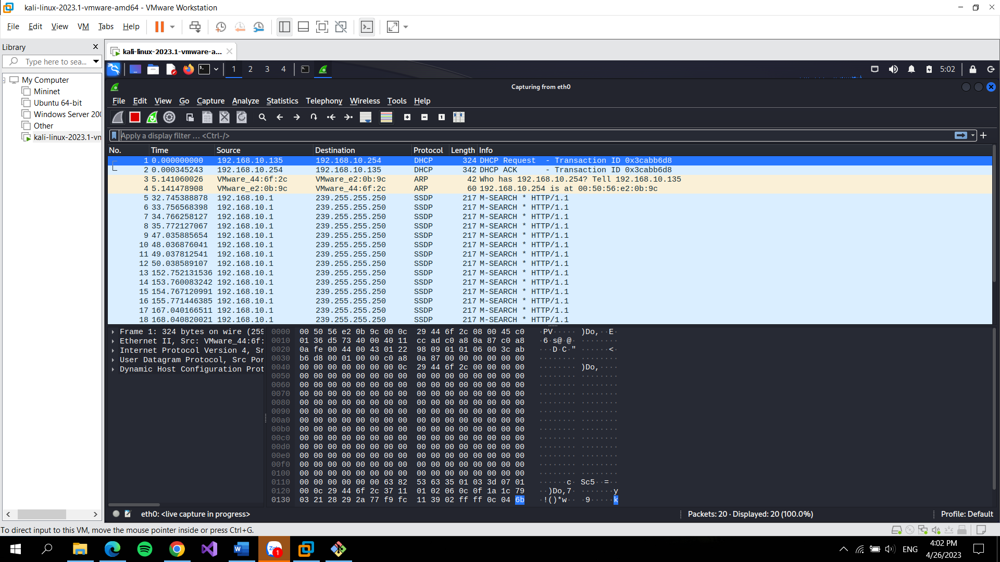 kali-linux-2023.1-vmware-amd64 - VMware Workstation
File Edit View VM Tabs Help
Library
Type here to sea...
My Computer
Mininet
Ubuntu 64-bit
Windows Server 200
Other
kali-linux-2023.1-vn
kali-linux-2023.1-vmware-a...
1 2 3 4
5:02
Capturing from eth0
File Edit View Go Capture Analyze Statistics Telephony Wireless Tools Help
Apply a display filter ... <Ctrl-/>
No. Time Source Destination Protocol Length Info
1 0.000000000 192.168.10.135 192.168.10.254 DHCP 324 DHCP Request - Transaction ID 0x3cabb6d8
2 0.000345243 192.168.10.254 192.168.10.135 DHCP 342 DHCP ACK - Transaction ID 0x3cabb6d8
3 5.141060026 VMware_44:6f:2c VMware_e2:0b:9c ARP 42 Who has 192.168.10.254? Tell 192.168.10.135
4 5.141478908 VMware_e2:0b:9c VMware_44:6f:2c ARP 60 192.168.10.254 is at 00:50:56:e2:0b:9c
5 32.745388878 192.168.10.1 239.255.255.250 SSDP 217 M-SEARCH * HTTP/1.1
6 33.756568398 192.168.10.1 239.255.255.250 SSDP 217 M-SEARCH * HTTP/1.1
7 34.766258127 192.168.10.1 239.255.255.250 SSDP 217 M-SEARCH * HTTP/1.1
8 35.772127067 192.168.10.1 239.255.255.250 SSDP 217 M-SEARCH * HTTP/1.1
9 47.035885654 192.168.10.1 239.255.255.250 SSDP 217 M-SEARCH * HTTP/1.1
10 48.036876041 192.168.10.1 239.255.255.250 SSDP 217 M-SEARCH * HTTP/1.1
11 49.037812541 192.168.10.1 239.255.255.250 SSDP 217 M-SEARCH * HTTP/1.1
12 50.038589107 192.168.10.1 239.255.255.250 SSDP 217 M-SEARCH * HTTP/1.1
13 152.752131536 192.168.10.1 239.255.255.250 SSDP 217 M-SEARCH * HTTP/1.1
14 153.760083242 192.168.10.1 239.255.255.250 SSDP 217 M-SEARCH * HTTP/1.1
15 154.767120991 192.168.10.1 239.255.255.250 SSDP 217 M-SEARCH * HTTP/1.1
16 155.771446385 192.168.10.1 239.255.255.250 SSDP 217 M-SEARCH * HTTP/1.1
17 167.040166511 192.168.10.1 239.255.255.250 SSDP 217 M-SEARCH * HTTP/1.1
18 168.040820021 192.168.10.1 239.255.255.250 SSDP 217 M-SEARCH * HTTP/1.1
Frame 1: 324 bytes on wire (259
Ethernet II, Src: VMware_44:6f:
Internet Protocol Version 4, Sr
User Datagram Protocol, Src Por
Dynamic Host Configuration Prot
0000 00 50 56 e2 0b 9c 00 0c 29 44 6f 2c 08 00 45 c0 ·PV····· )Do,··E·
0010 01 36 d5 73 40 00 40 11 cc ad c0 a8 0a 87 c0 a8 ·6·s@·@· ········
0020 0a fe 00 44 00 43 01 22 98 09 01 01 06 00 3c ab ···D·C·" ······<·
0030 b6 d8 00 01 00 00 c0 a8 0a 87 00 00 00 00 00 00 ········ ········
0040 00 00 00 00 00 00 00 0c 29 44 6f 2c 00 00 00 00 ········ )Do,····
0050 00 00 00 00 00 00 00 00 00 00 00 00 00 00 00 00 ········ ········
0060 00 00 00 00 00 00 00 00 00 00 00 00 00 00 00 00 ········ ········
0070 00 00 00 00 00 00 00 00 00 00 00 00 00 00 00 00 ········ ········
0080 00 00 00 00 00 00 00 00 00 00 00 00 00 00 00 00 ········ ········
0090 00 00 00 00 00 00 00 00 00 00 00 00 00 00 00 00 ········ ········
00a0 00 00 00 00 00 00 00 00 00 00 00 00 00 00 00 00 ········ ········
00b0 00 00 00 00 00 00 00 00 00 00 00 00 00 00 00 00 ········ ········
00c0 00 00 00 00 00 00 00 00 00 00 00 00 00 00 00 00 ········ ········
00d0 00 00 00 00 00 00 00 00 00 00 00 00 00 00 00 00 ········ ········
00e0 00 00 00 00 00 00 00 00 00 00 00 00 00 00 00 00 ········ ········
00f0 00 00 00 00 00 00 00 00 00 00 00 00 00 00 00 00 ········ ········
0100 00 00 00 00 00 00 00 00 00 00 00 00 00 00 00 00 ········ ········
0110 00 00 00 00 00 00 63 82 53 63 35 01 03 3d 07 01 ······c· Sc5··=··
0120 00 0c 29 44 6f 2c 37 11 01 02 06 0c 0f 1a 1c 79 ··)Do,7· ·······y
0130 03 21 28 29 2a 77 f9 fc 11 39 02 ff ff 0c 04 6b ·!()*w·· ·9·····k
eth0: <live capture in progress>
Packets: 20 · Displayed: 20 (100.0%)
Profile: Default
To direct input to this VM, move the mouse pointer inside or press Ctrl+G.
1
ENG
4:02 PM
4/26/2023